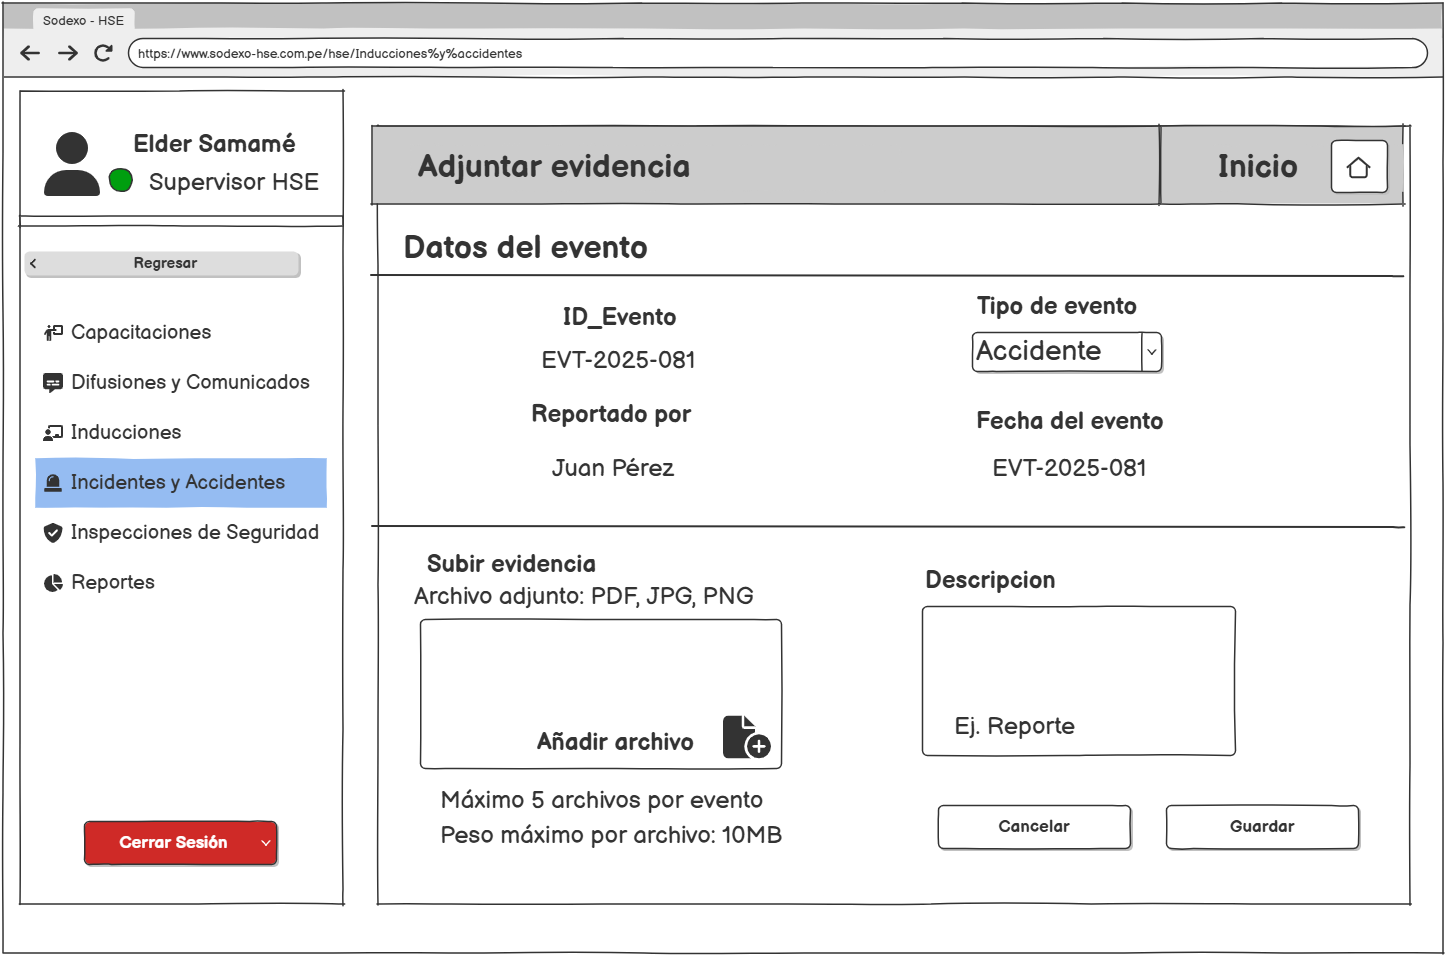 Sodexo - HSE
https://www.sodexo-hse.com.pe/hse/Inducciones%y%accidentes
Elder Samamé
Supervisor HSE
Regresar
Capacitaciones
Difusiones y Comunicados
Inducciones
Incidentes y Accidentes
Inspecciones de Seguridad
Reportes
Cerrar Sesión
Adjuntar evidencia
Inicio
Datos del evento
ID_Evento
EVT-2025-081
Tipo de evento
Accidente
Reportado por
Juan Pérez
Fecha del evento
EVT-2025-081
Subir evidencia
Archivo adjunto: PDF, JPG, PNG
Añadir archivo
Máximo 5 archivos por evento
Peso máximo por archivo: 10MB
Descripcion
Ej. Reporte
Cancelar
Guardar